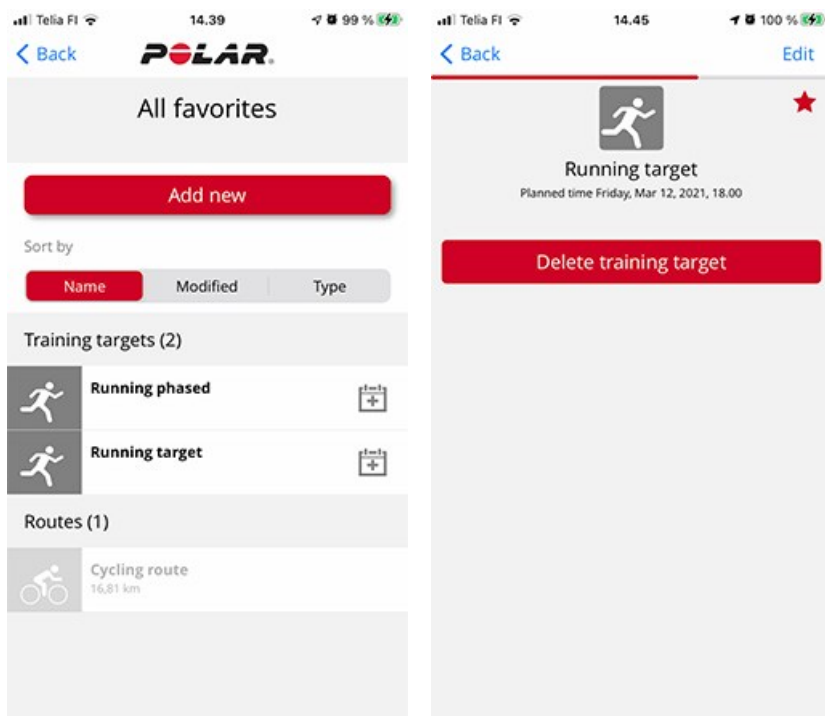 Telia FI 14.39 99 %
Back POLAR
All favorites
Add new
Sort by
Name Modified Type
Training targets (2)
Running phased
Running target
Routes (1)
Cycling route
16,81 km
Telia FI 14.45 100 %
Back Edit
Running target
Planned time Friday, Mar 12, 2021, 18.00
Delete training target